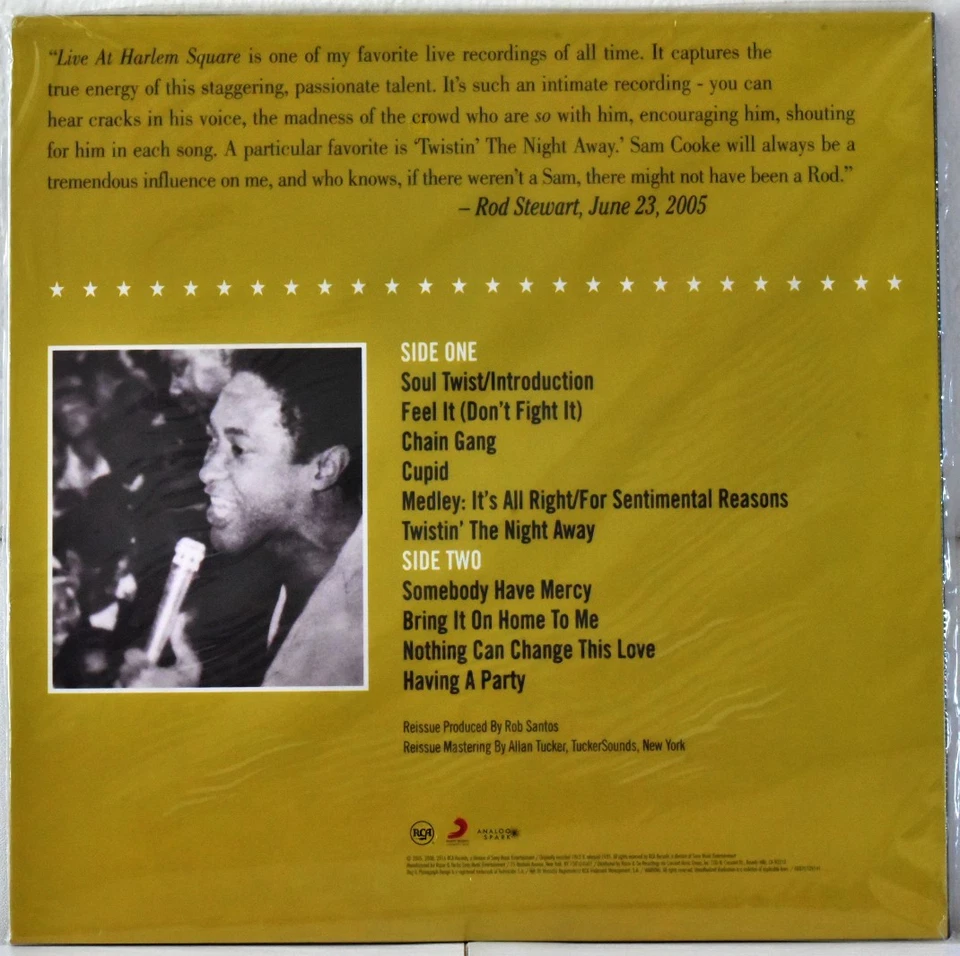 “Live At Harlem Square is one of my favorite live recordings of all time. It captures the
true energy of this staggering, passionate talent. It’s such an intimate recording - you can
hear cracks in his voice, the madness of the crowd who are so with him, encouraging him, shouting
for him in each song. A particular favorite is ‘Twistin’ The Night Away.’ Sam Cooke will always be a
tremendous influence on me, and who knows, if there weren’t a Sam, there might not have been a Rod.”
– Rod Stewart, June 23, 2005
SIDE ONE
Soul Twist/Introduction
Feel It (Don’t Fight It)
Chain Gang
Cupid
Medley: It’s All Right/For Sentimental Reasons
Twistin’ The Night Away
SIDE TWO
Somebody Have Mercy
Bring It On Home To Me
Nothing Can Change This Love
Having A Party
Reissue Produced By Rob Santos
Reissue Mastering By Allan Tucker, TuckerSounds, New York
RCA
ANALOG
SPARK